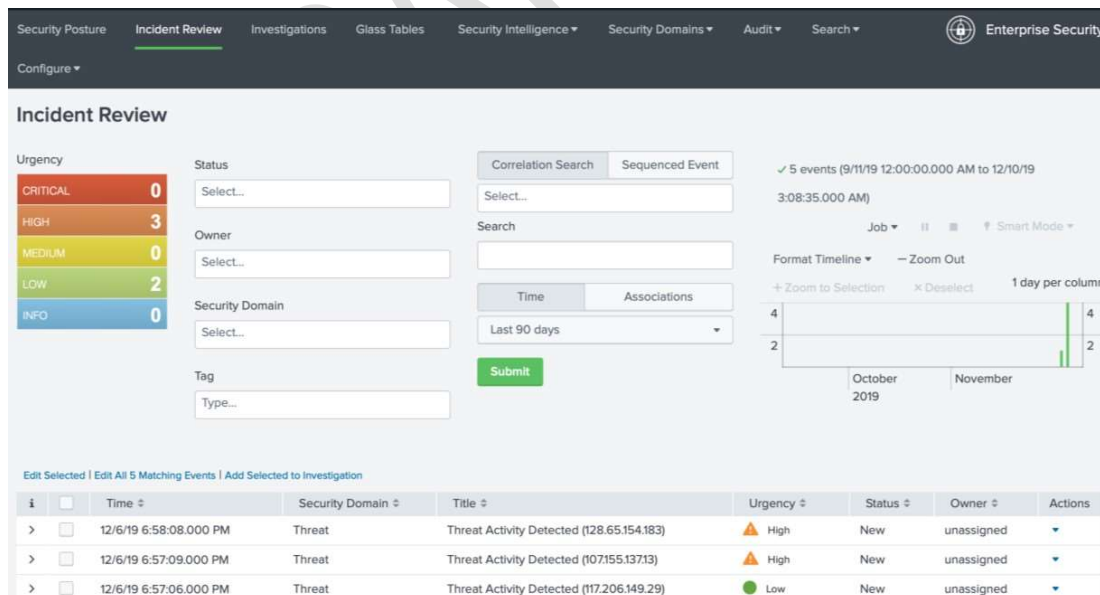 Security Posture Incident Review Investigations Glass Tables Security Intelligence Security Domains Audit Search Enterprise Security
Configure
Incident Review
Urgency
CRITICAL 0
HIGH 3
MEDIUM 0
LOW 2
INFO 0
Status
Select...
Owner
Select...
Security Domain
Select...
Tag
Type...
Correlation Search Sequenced Event
Select...
Search
Time Associations
Last 90 days
Submit
✓ 5 events (9/11/19 12:00:00.000 AM to 12/10/19
3:08:35.000 AM)
Job Smart Mode
Format Timeline — Zoom Out
+ Zoom to Selection × Deselect 1 day per column
4 4
2 2
October November
2019
Edit Selected | Edit All 5 Matching Events | Add Selected to Investigation
i Time Security Domain Title Urgency Status Owner Actions
> 12/6/19 6:58:08.000 PM Threat Threat Activity Detected (128.65.154.183) High New unassigned
> 12/6/19 6:57:09.000 PM Threat Threat Activity Detected (107.155.137.13) High New unassigned
> 12/6/19 6:57:06.000 PM Threat Threat Activity Detected (117.206.149.29) Low New unassigned